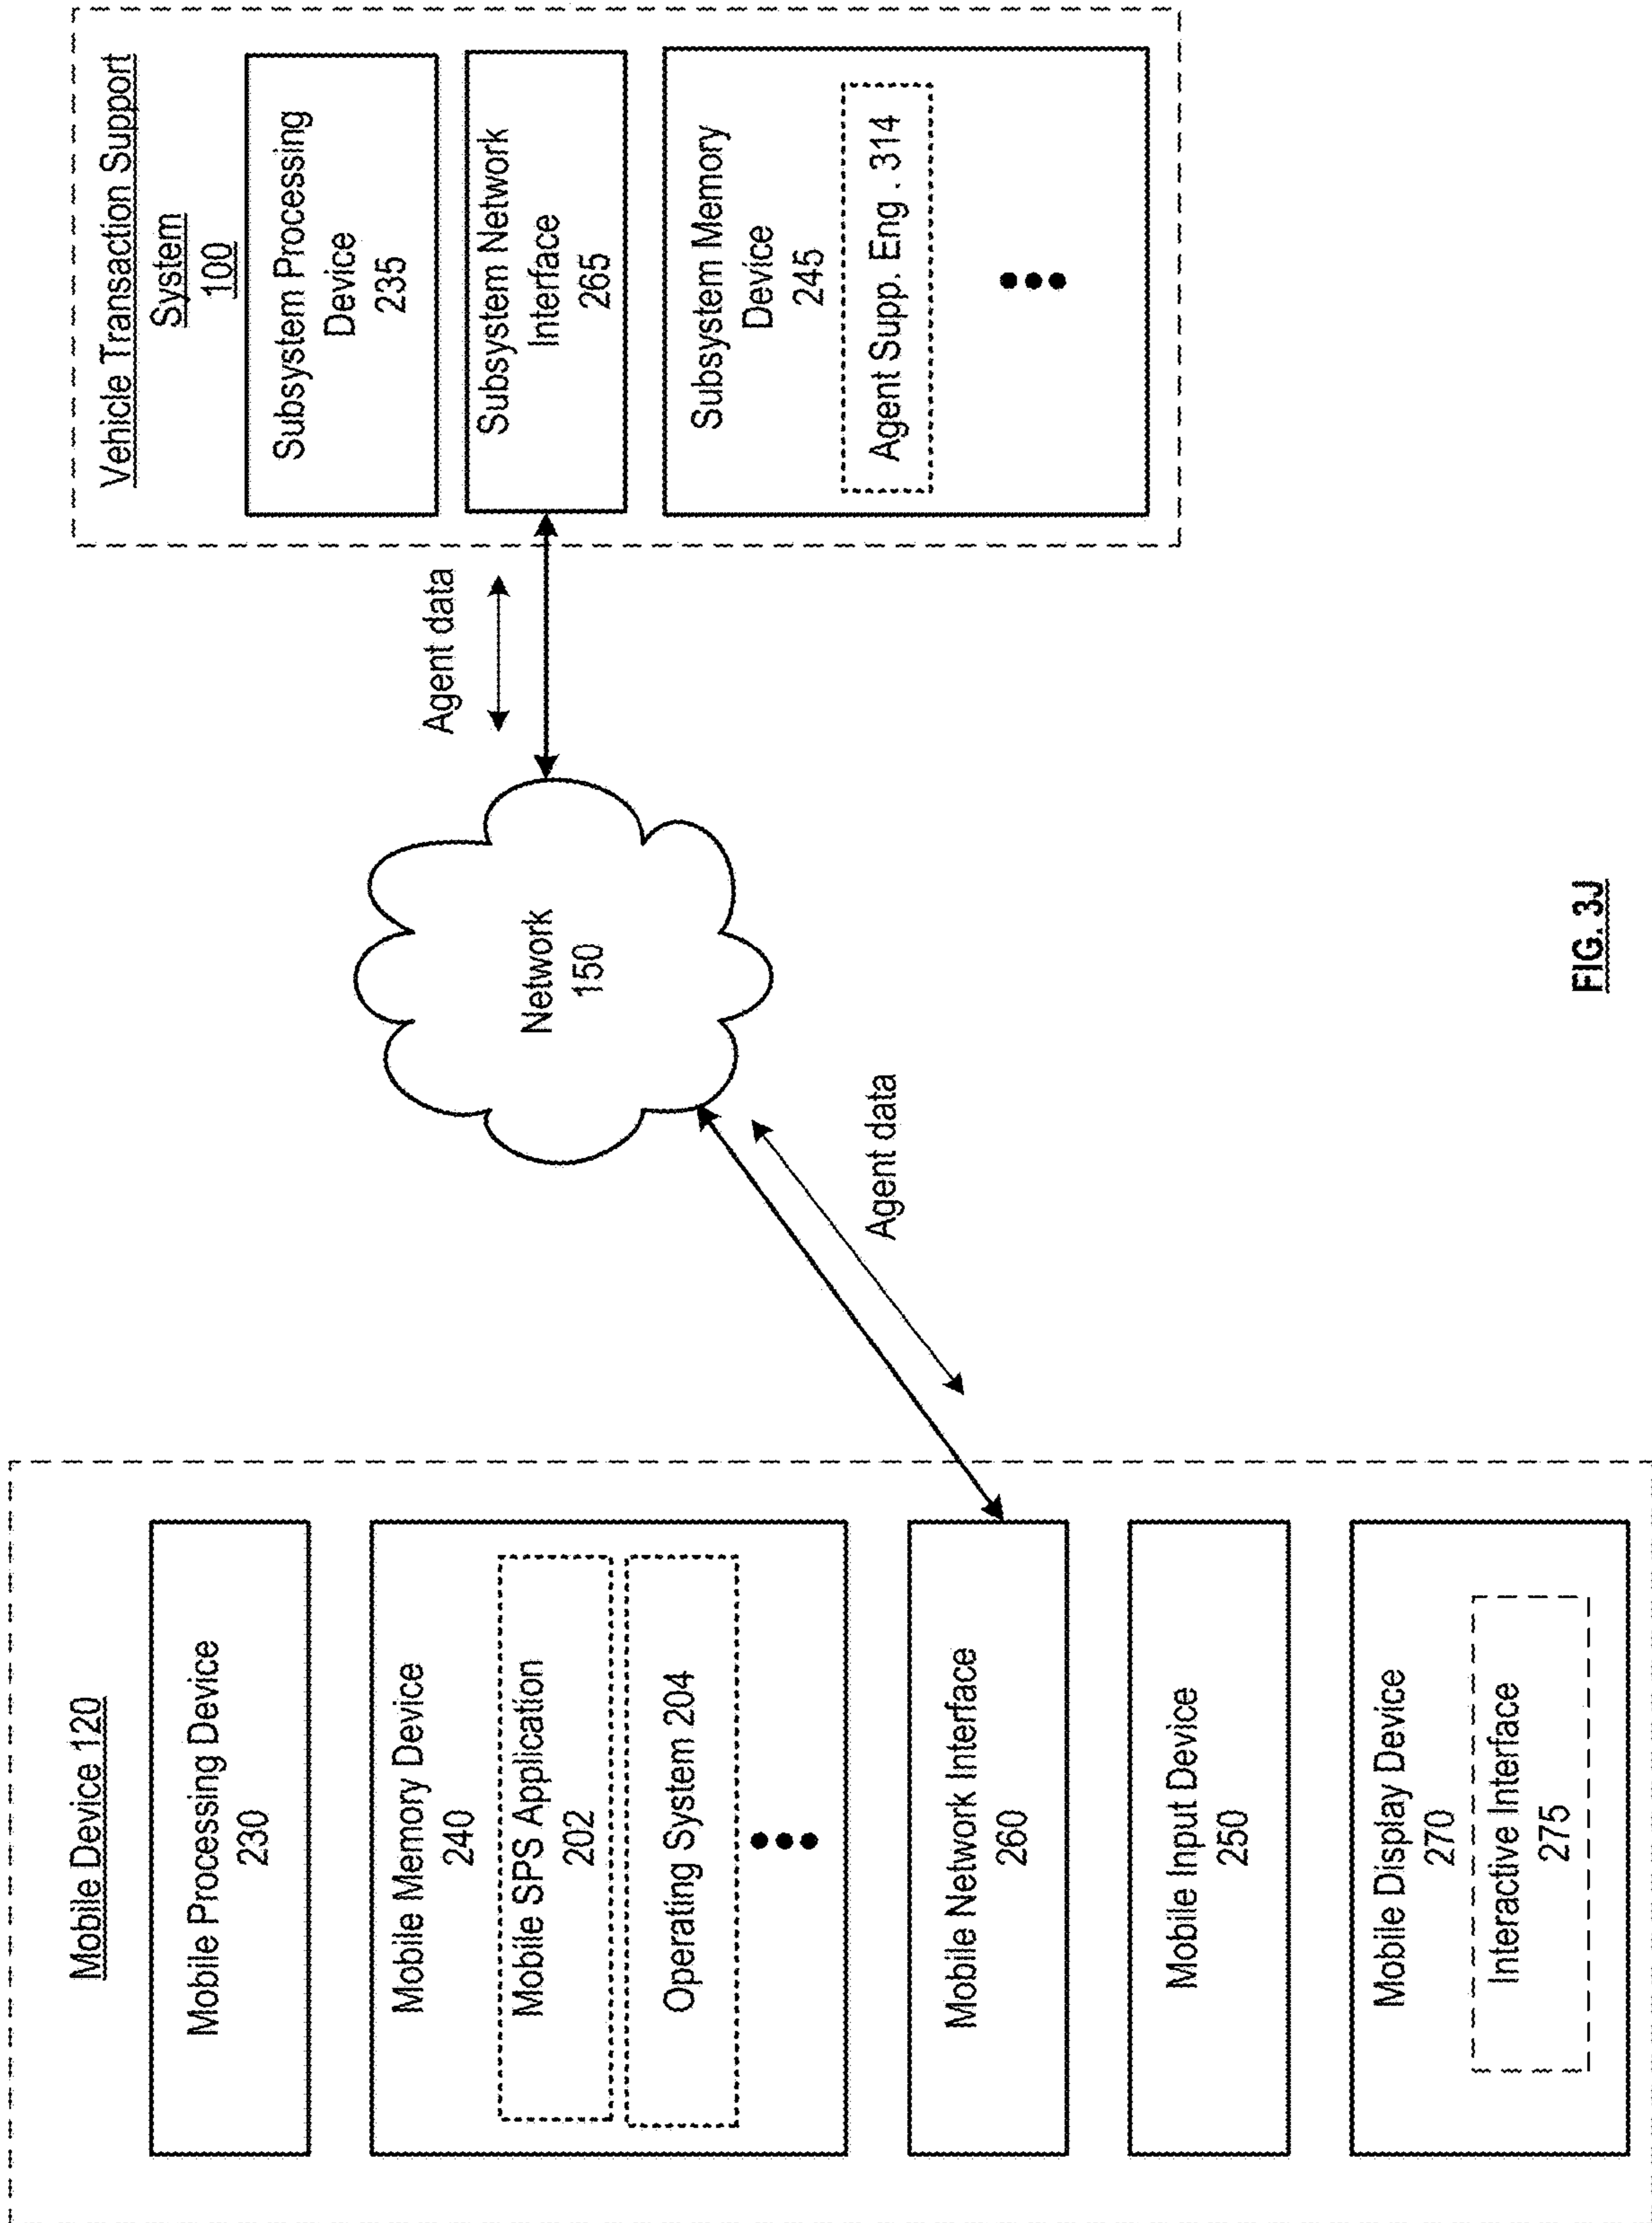 Mobile Device 120
Mobile Processing Device
230
Mobile Memory Device
240
Mobile SPS Application
202
Operating System 204
Mobile Network Interface
260
Mobile Input Device
250
Mobile Display Device
270
Interactive Interface
275
Network
150
Agent data
Agent data
Vehicle Transaction Support
System
100
Subsystem Processing
Device
235
Subsystem Network
Interface
265
Subsystem Memory
Device
245
Agent Supp. Eng . 314
FIG. 3J